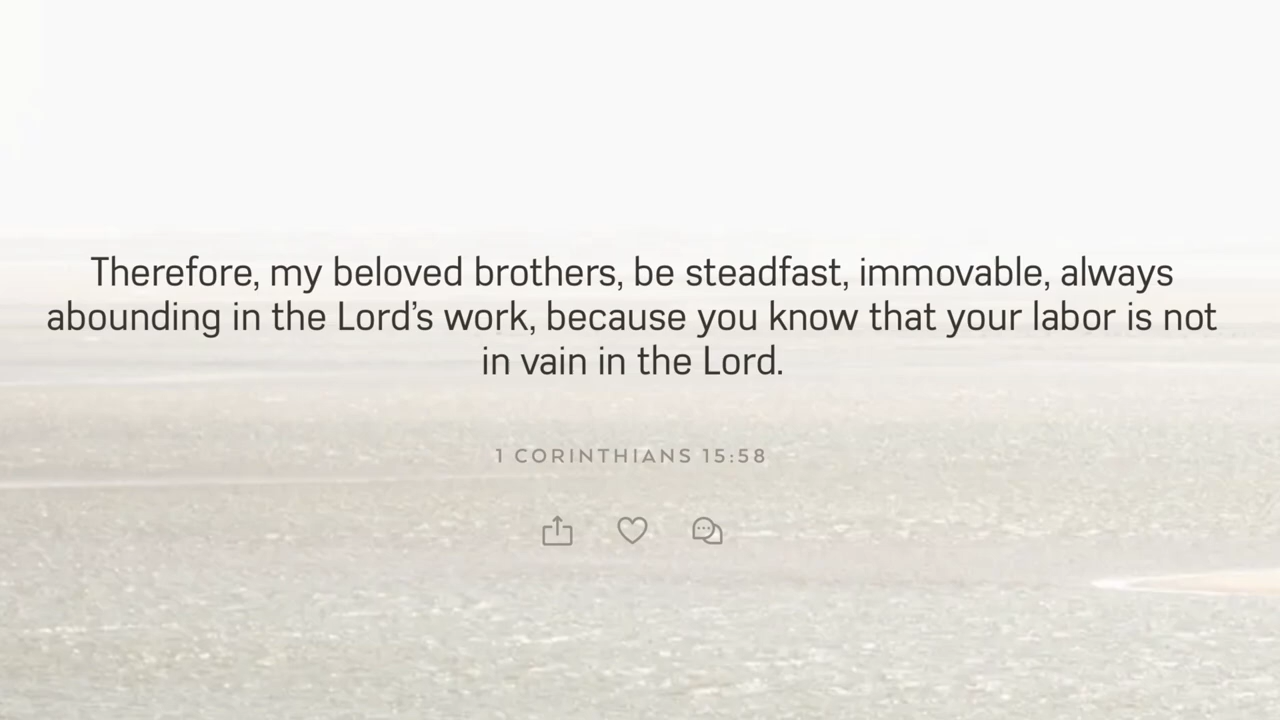 Therefore, my beloved brothers, be steadfast, immovable, always
abounding in the Lord’s work, because you know that your labor is not
in vain in the Lord.
1 CORINTHIANS 15:58